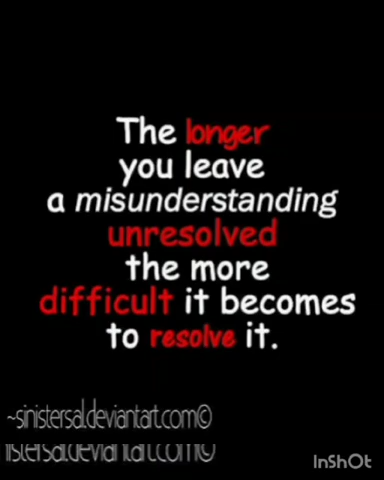 The longer
you leave
a misunderstanding
unresolved
the more
difficult it becomes
to resolve it.
~sinistersal.deviantart.com©
InShOt